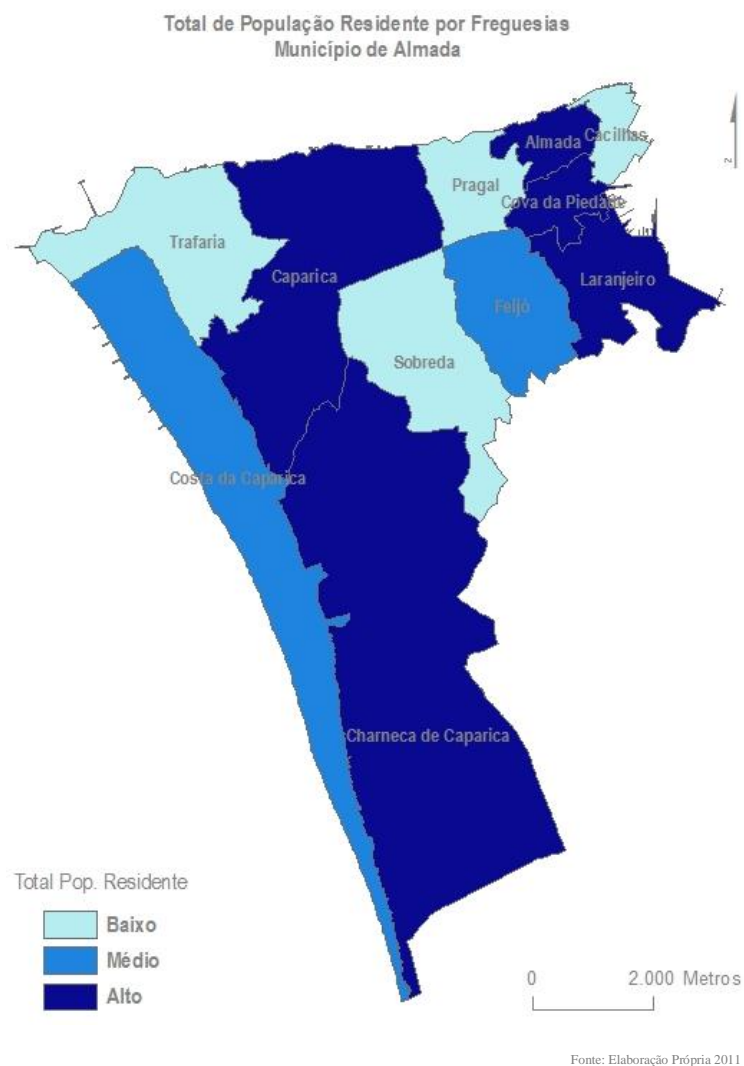 Total de População Residente por Freguesias
Município de Almada
Almada
Cacilhas
Pragal
Cova da Piedade
Trafaria
Caparica
Laranjeiro
Feijó
Sobreda
Costa da Caparica
Charneca de Caparica
Total Pop. Residente
Baixo
Médio
Alto
0 2.000 Metros
Fonte: Elaboração Própria 2011